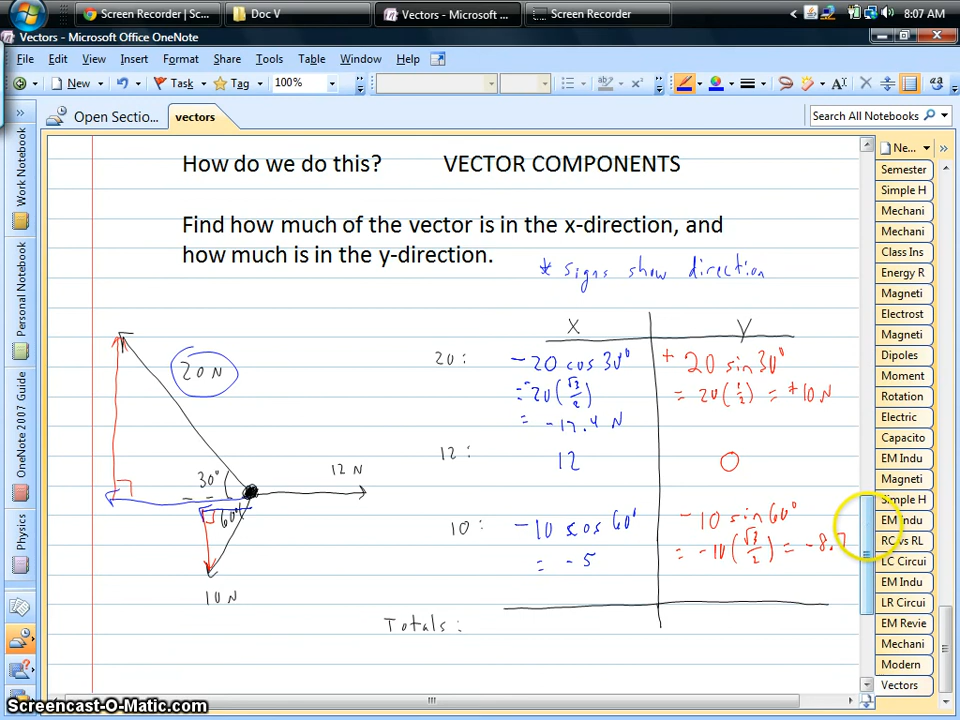 Screen Recorder | Sc...
Doc V
Vectors - Microsoft ...
Screen Recorder
8:07 AM
Vectors - Microsoft Office OneNote
File Edit View Insert Format Share Tools Table Window Help
New Task Tag 100%
Open Sectio... vectors
Search All Notebooks
Work Notebook
Personal Notebook
OneNote 2007 Guide
Physics
How do we do this? VECTOR COMPONENTS
Find how much of the vector is in the x-direction, and
how much is in the y-direction.
* signs show direction
X Y
20 N
20: -20 cos 30° + 20 sin 30°
= -20(√3/2) = 20(1/2) = +10 N
= -17.4 N
12: 12 0
30° 12 N
60°
10: -10 cos 60° -10 sin 60°
= -5 = -10(√3/2) = -8.7
10 N
Totals:
Ne...
Semester
Simple H
Mechani
Mechani
Class Ins
Energy R
Magneti
Electrost
Magneti
Dipoles
Moment
Rotation
Electric
Capacito
EM Indu
Magneti
Simple H
EM Indu
RC vs RL
LC Circui
EM Indu
LR Circui
EM Revie
Mechani
Modern
Vectors
Screencast-O-Matic.com